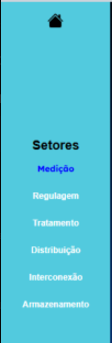 Setores
Medição
Regulagem
Tratamento
Distribuição
Interconexão
Armazenamento